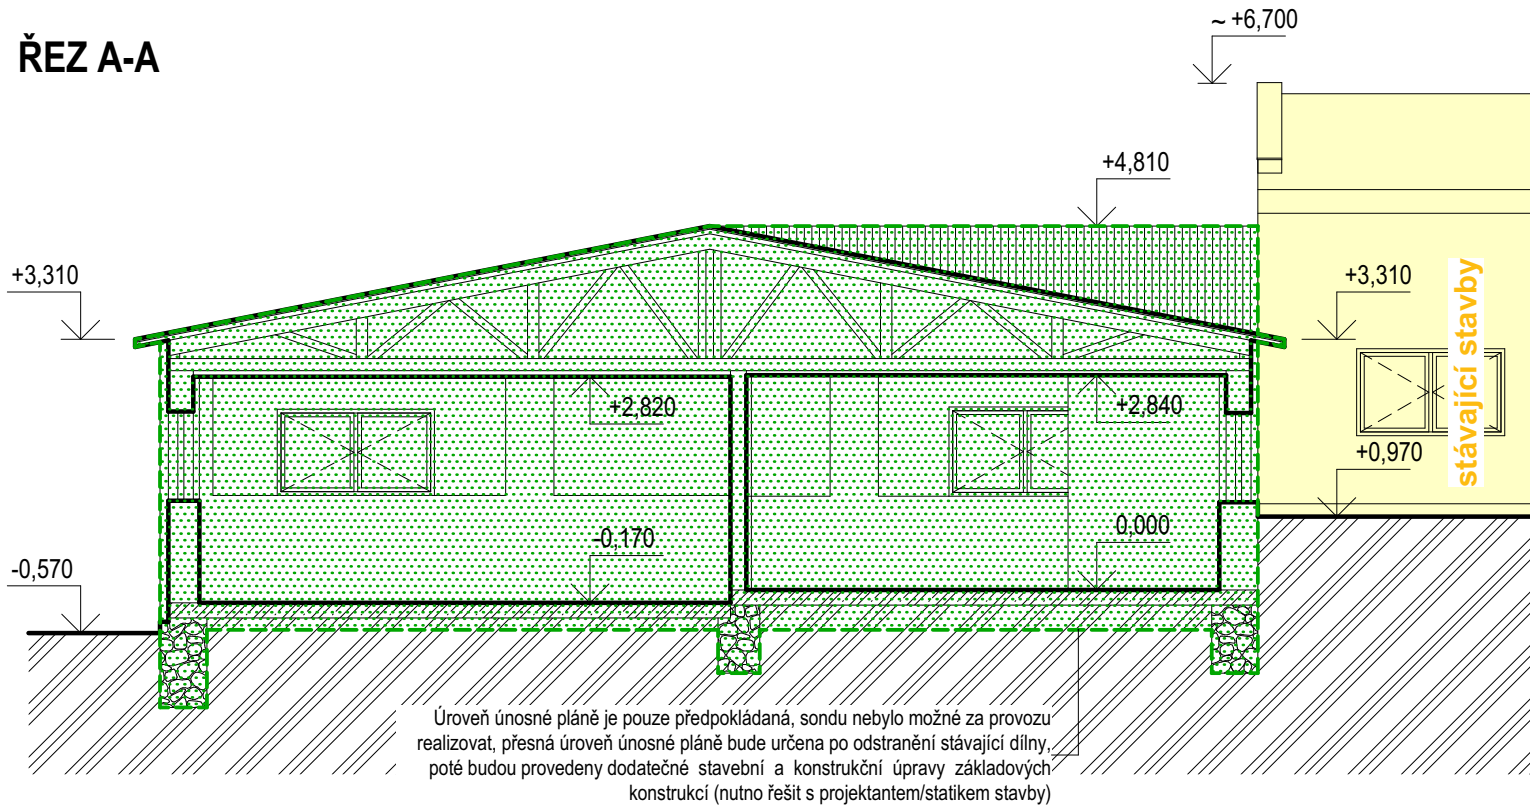 ŘEZ A-A
~ +6,700
+4,810
+3,310
+3,310
stávající stavby
+2,820
+2,840
+0,970
-0,170
0,000
-0,570
Úroveň únosné pláně je pouze předpokládaná, sondu nebylo možné za provozu
realizovat, přesná úroveň únosné pláně bude určena po odstranění stávající dílny,
poté budou provedeny dodatečné stavební a konstrukční úpravy základových
konstrukcí (nutno řešit s projektantem/statikem stavby)